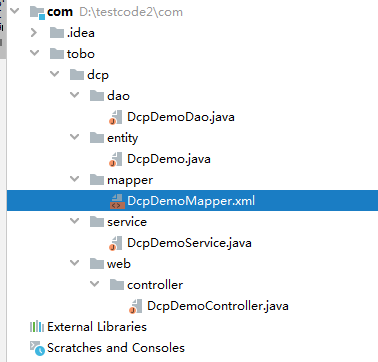 com D:\testcode2\com
.idea
tobo
dcp
dao
DcpDemoDao.java
entity
DcpDemo.java
mapper
DcpDemoMapper.xml
service
DcpDemoService.java
web
controller
DcpDemoController.java
External Libraries
Scratches and Consoles